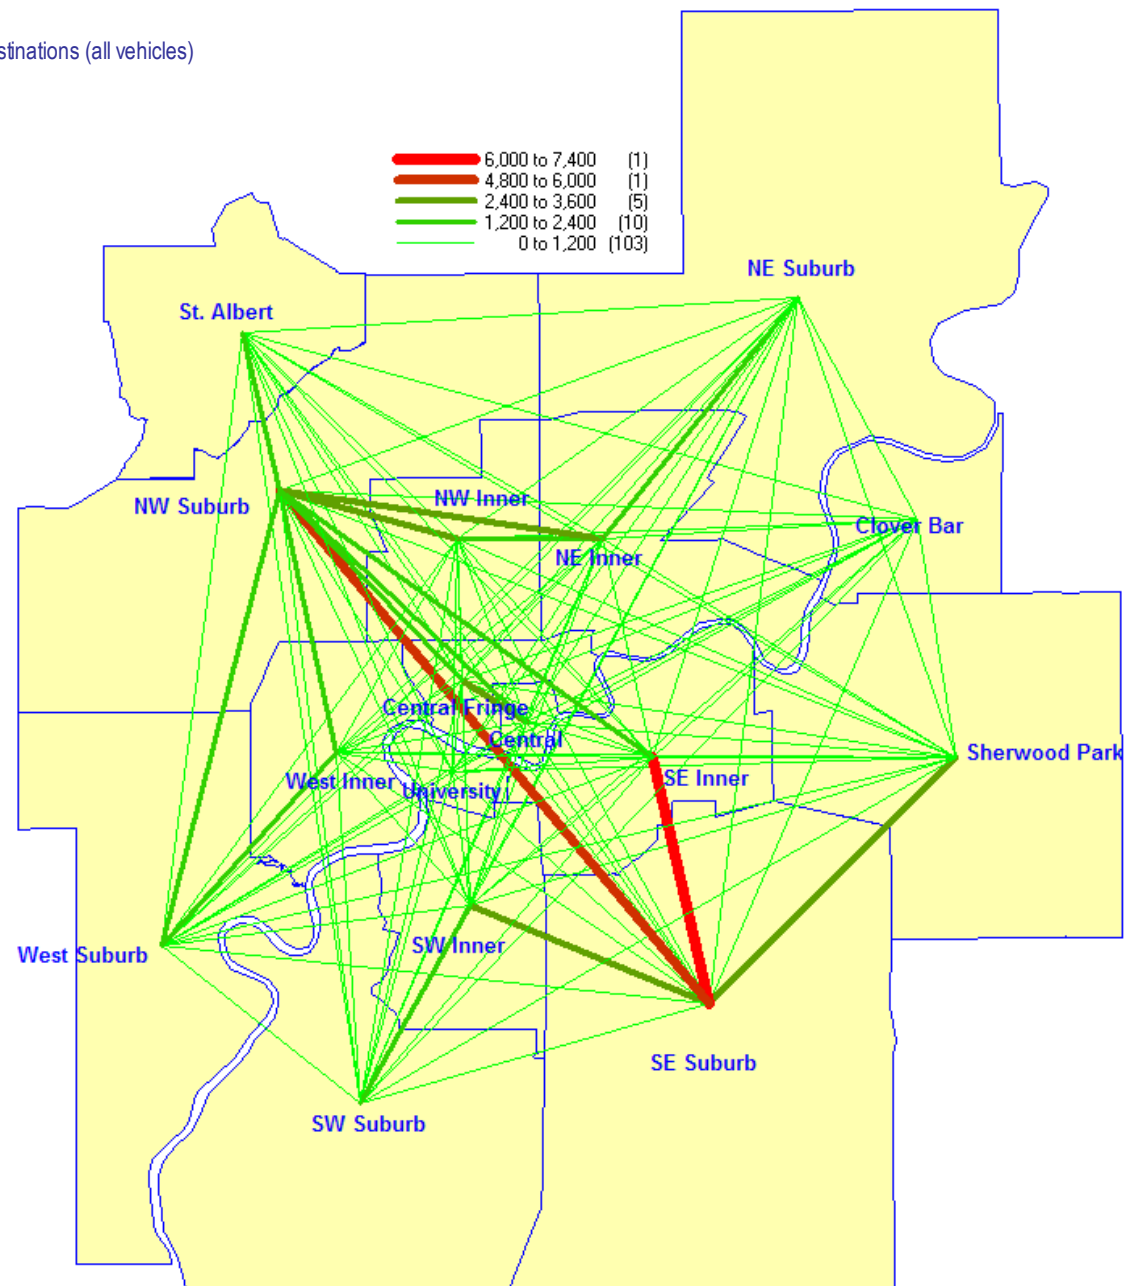 (all vehicles)
6,000 to 7,400 (1)
4,800 to 6,000 (1)
2,400 to 3,600 (5)
1,200 to 2,400 (10)
0 to 1,200 (103)
NE Suburb
St. Albert
NW Suburb
NW Inner
Clover Bar
NE Inner
Central Fringe
Central
Sherwood Park
West Inner
University
SE Inner
West Suburb
SW Inner
SE Suburb
SW Suburb